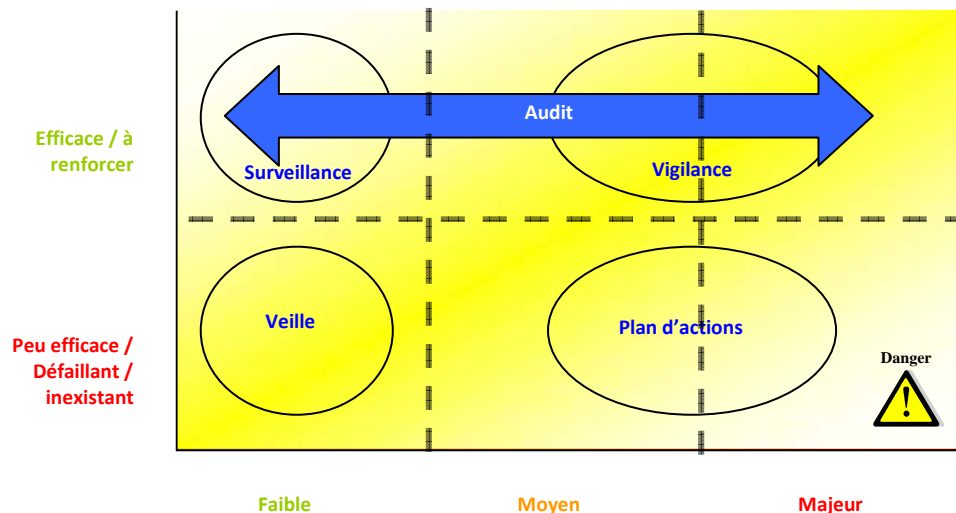 Audit
Efficace / à
renforcer
Surveillance
Vigilance
Veille
Plan d’actions
Peu efficace /
Défaillant /
inexistant
Danger
Faible
Moyen
Majeur